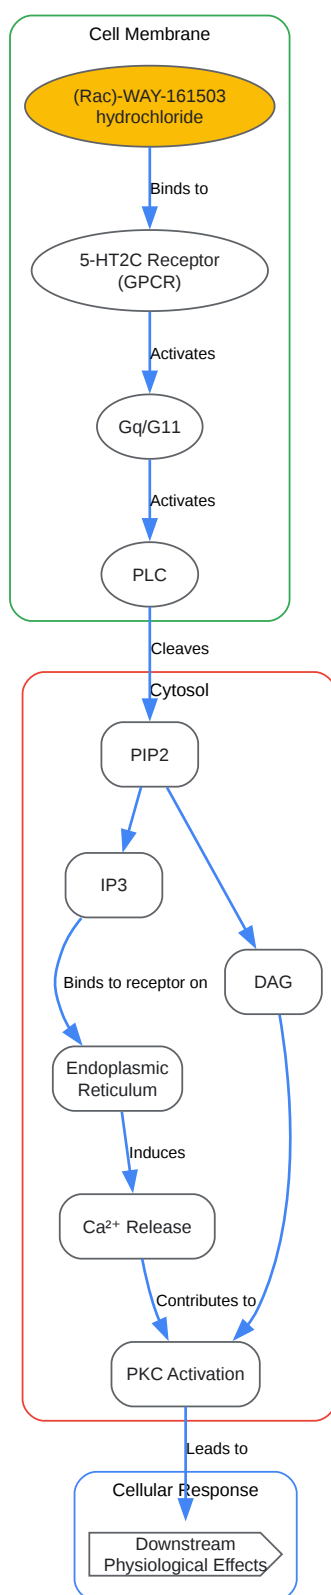 Cell Membrane
(Rac)-WAY-161503
hydrochloride
Binds to
5-HT2C Receptor
(GPCR)
Activates
Gq/G11
Activates
PLC
Cleaves
Cytosol
PIP2
IP3
DAG
Binds to receptor on
Endoplasmic
Reticulum
Induces
Ca²⁺ Release
Contributes to
PKC Activation
Leads to
Cellular Response
Downstream
Physiological Effects